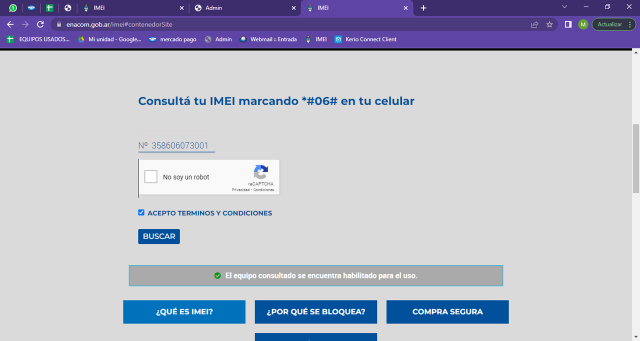 IMEI
Admin
IMEI
enacom.gob.ar/imei#contenedorSite
M
Actualizar
EQUIPOS USADOS...
Mi unidad - Google...
mercado pago
Admin
Webmail :: Entrada
IMEI
Kerio Connect Client
Consultá tu IMEI marcando *#06# en tu celular
Nº 358606073001
No soy un robot
reCAPTCHA
Privacidad - Condiciones
ACEPTO TERMINOS Y CONDICIONES
BUSCAR
El equipo consultado se encuentra habilitado para el uso.
¿QUÉ ES IMEI?
¿POR QUÉ SE BLOQUEA?
COMPRA SEGURA